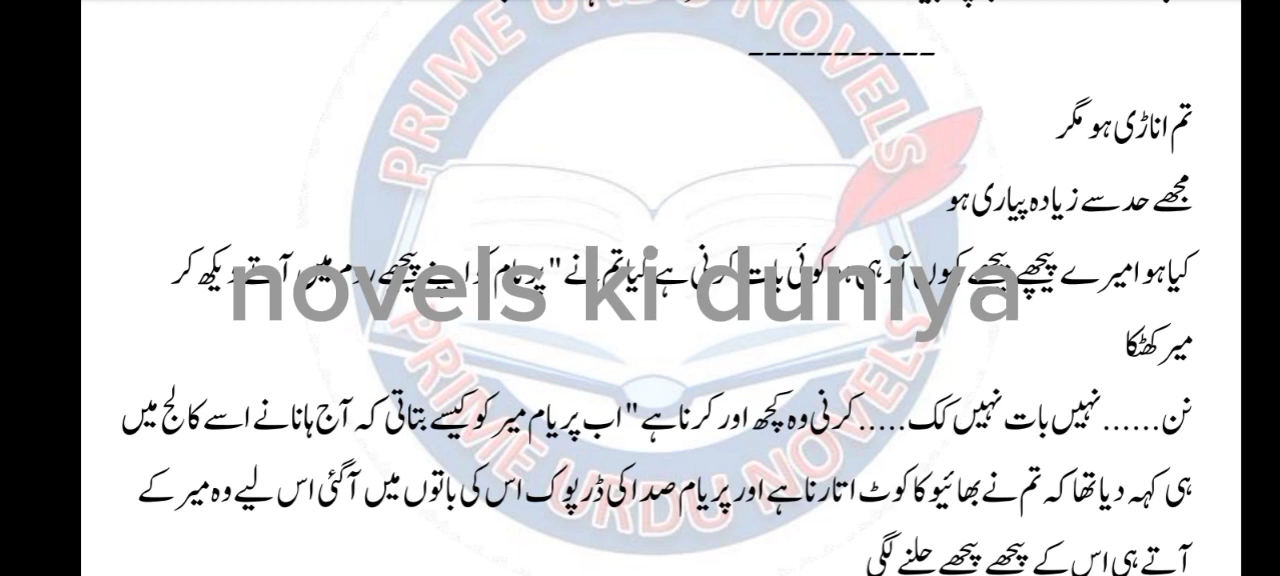 PRIME URDU NOVELS
------------
تم اناڑی ہو مگر
مجھے حد سے زیادہ پیاری ہو
کیا ہوا میرے پیچھے پیچھے کیوں آ رہی ہو کوئی بات کرنی ہے کیا تم نے " پریام کو اپنے پیچھے روم میں آتے دیکھ کر
novels ki duniya
میر کھٹکا
نن...... نہیں بات نہیں کک..... کرنی وہ کچھ اور کرنا ہے " اب پریام میر کو کیسے بتاتی کہ آج ہانا نے اسے کالج میں
ہی کہہ دیا تھا کہ تم نے بھائیو کا کوٹ اتارنا ہے اور پریام صدا کی ڈرپوک اس کی باتوں میں آگئی اس لیے وہ میر کے
آتے ہی اس کے پیچھے پیچھے چلنے لگی
PRIME URDU NOVELS